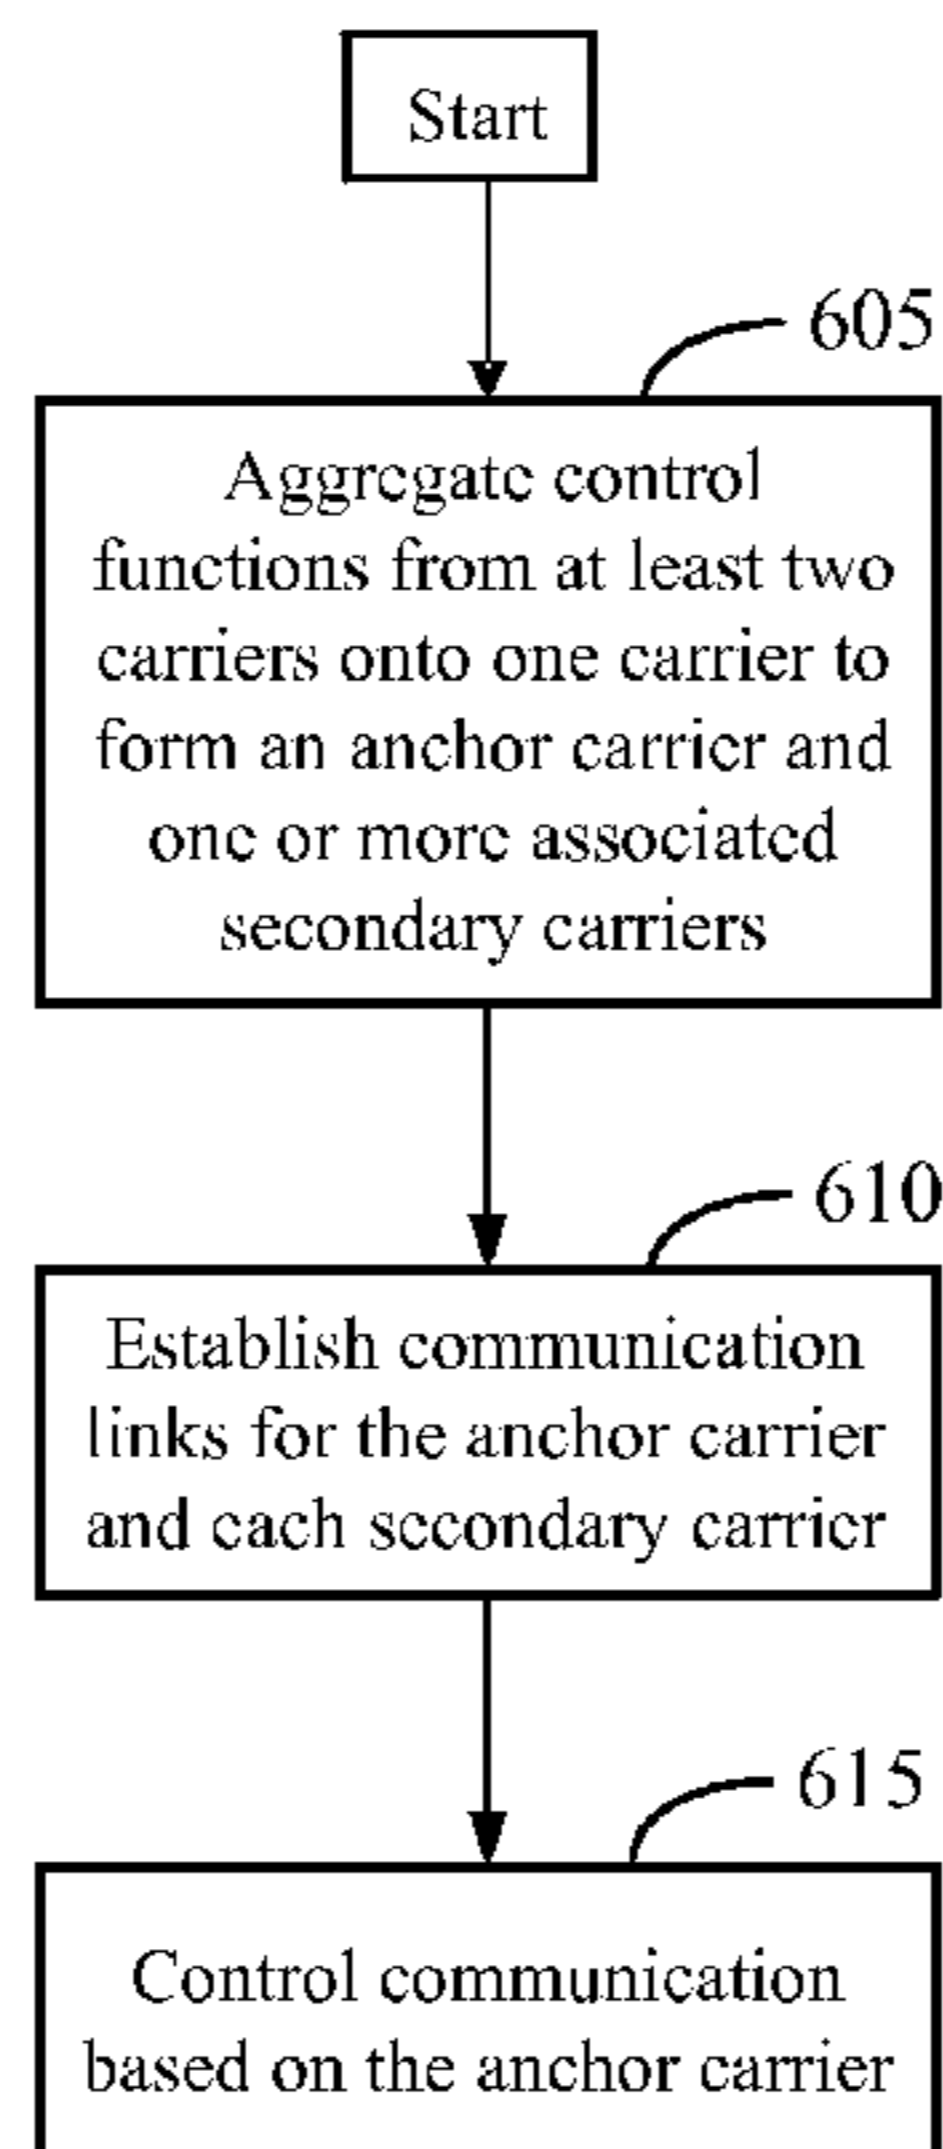 Start
605
Aggregate control
functions from at least two
carriers onto one carrier to
form an anchor carrier and
one or more associated
secondary carriers
610
Establish communication
links for the anchor carrier
and each secondary carrier
615
Control communication
based on the anchor carrier